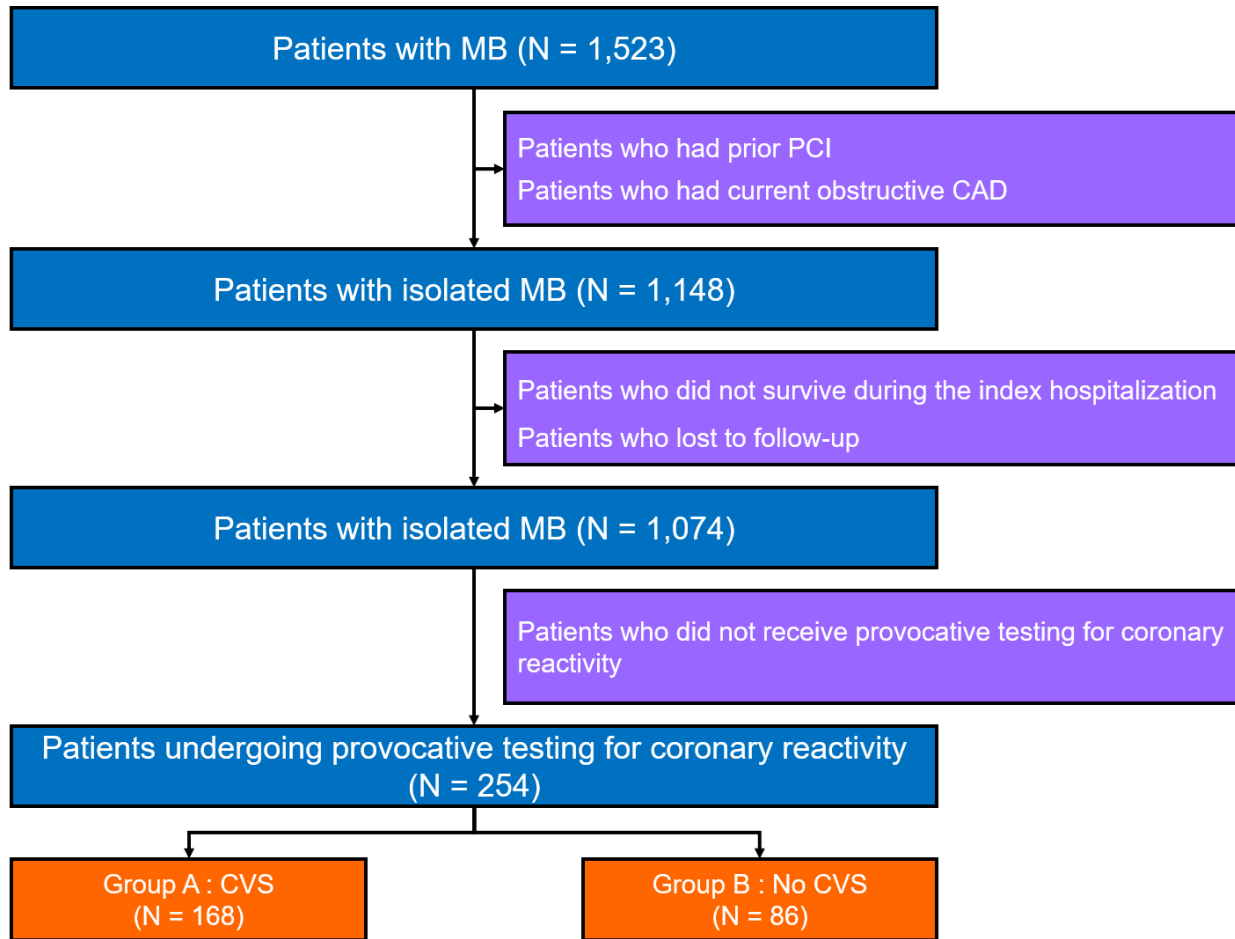 Patients with MB (N = 1,523)
Patients who had prior PCI
Patients who had current obstructive CAD
Patients with isolated MB (N = 1,148)
Patients who did not survive during the index hospitalization
Patients who lost to follow-up
Patients with isolated MB (N = 1,074)
Patients who did not receive provocative testing for coronary
reactivity
Patients undergoing provocative testing for coronary reactivity
(N = 254)
Group A : CVS
(N = 168)
Group B : No CVS
(N = 86)